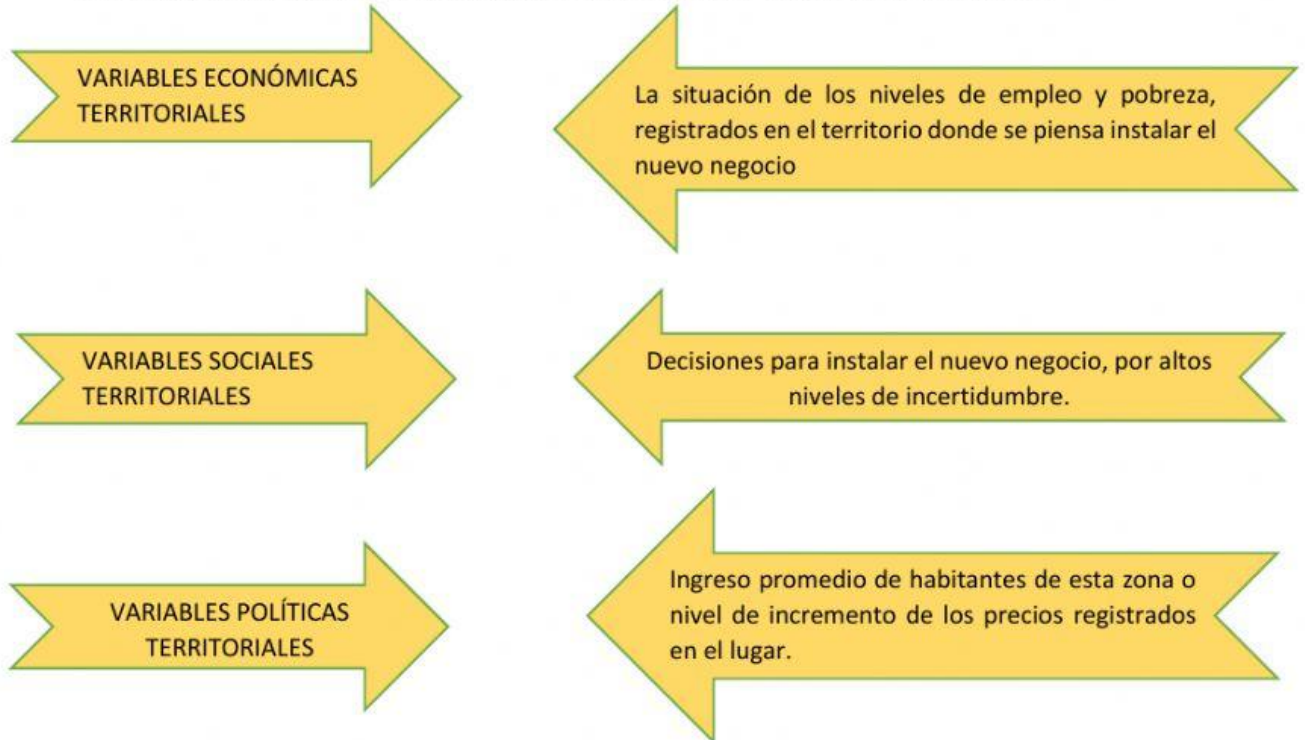 VARIABLES ECONÓMICAS
TERRITORIALES
La situación de los niveles de empleo y pobreza,
registrados en el territorio donde se piensa instalar el
nuevo negocio
VARIABLES SOCIALES
TERRITORIALES
Decisiones para instalar el nuevo negocio, por altos
niveles de incertidumbre.
VARIABLES POLÍTICAS
TERRITORIALES
Ingreso promedio de habitantes de esta zona o
nivel de incremento de los precios registrados
en el lugar.